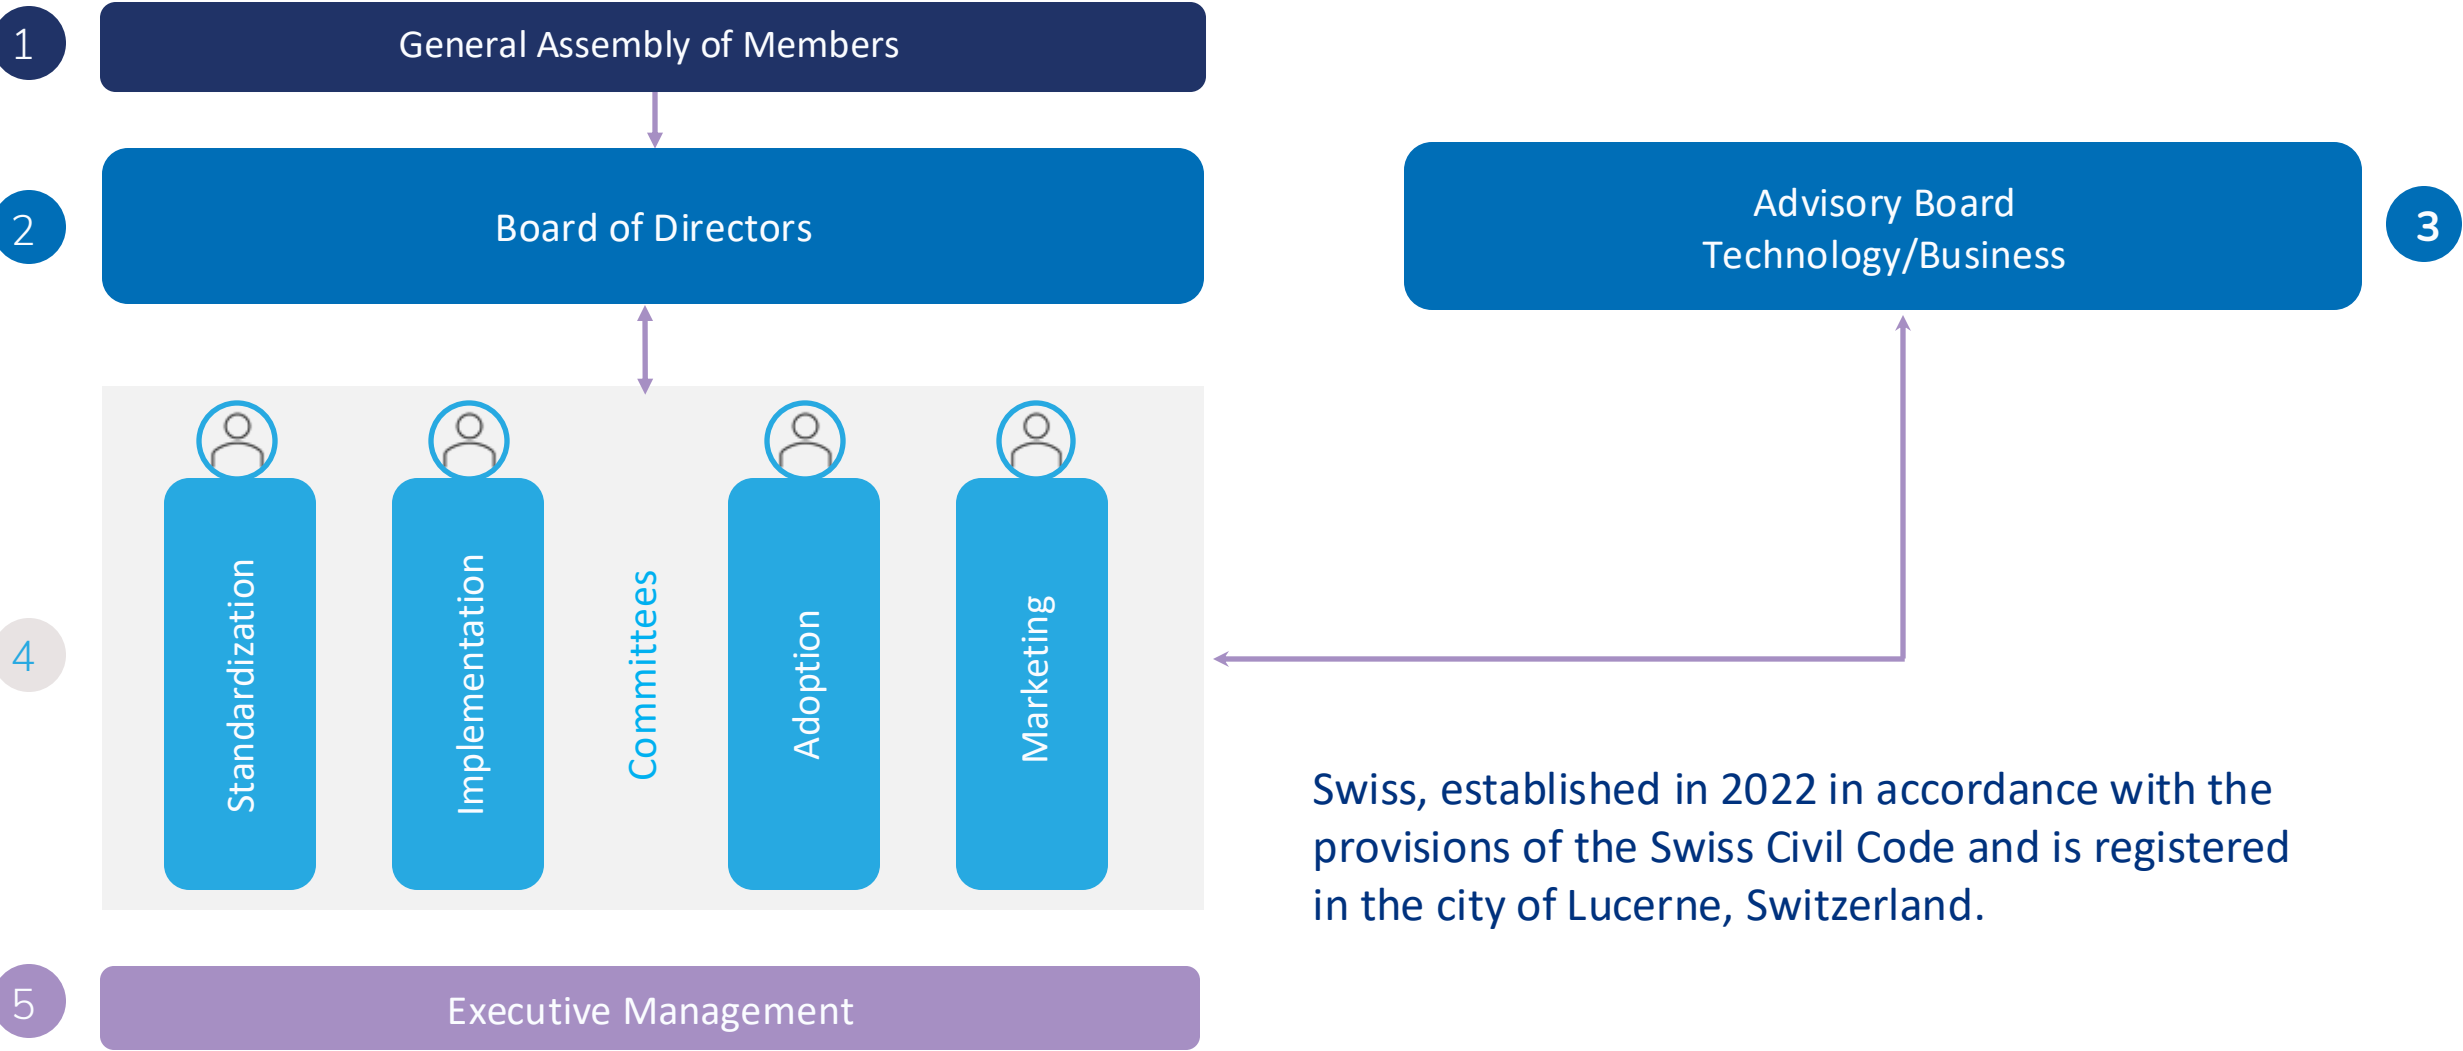 1
General Assembly of Members
2
Board of Directors
Advisory Board
Technology/Business
3
4
Standardization
Implementation
Committees
Adoption
Marketing
Swiss, established in 2022 in accordance with the
provisions of the Swiss Civil Code and is registered
in the city of Lucerne, Switzerland.
5
Executive Management